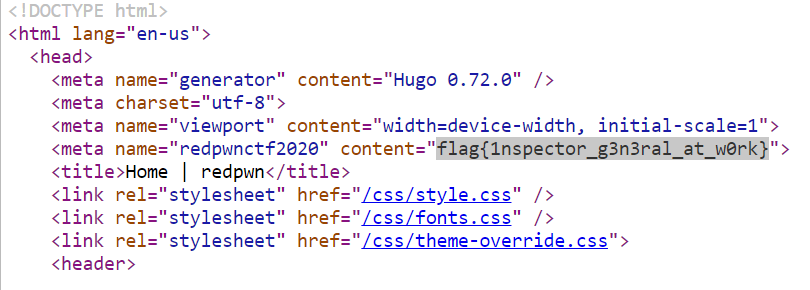 <!DOCTYPE html>
<html lang="en-us">
<head>
<meta name="generator" content="Hugo 0.72.0" />
<meta charset="utf-8">
<meta name="viewport" content="width=device-width, initial-scale=1">
<meta name="redpwnctf2020" content="flag{1nspector_g3n3ral_at_w0rk}">
<title>Home | redpwn</title>
<link rel="stylesheet" href="/css/style.css" />
<link rel="stylesheet" href="/css/fonts.css" />
<link rel="stylesheet" href="/css/theme-override.css">
<header>